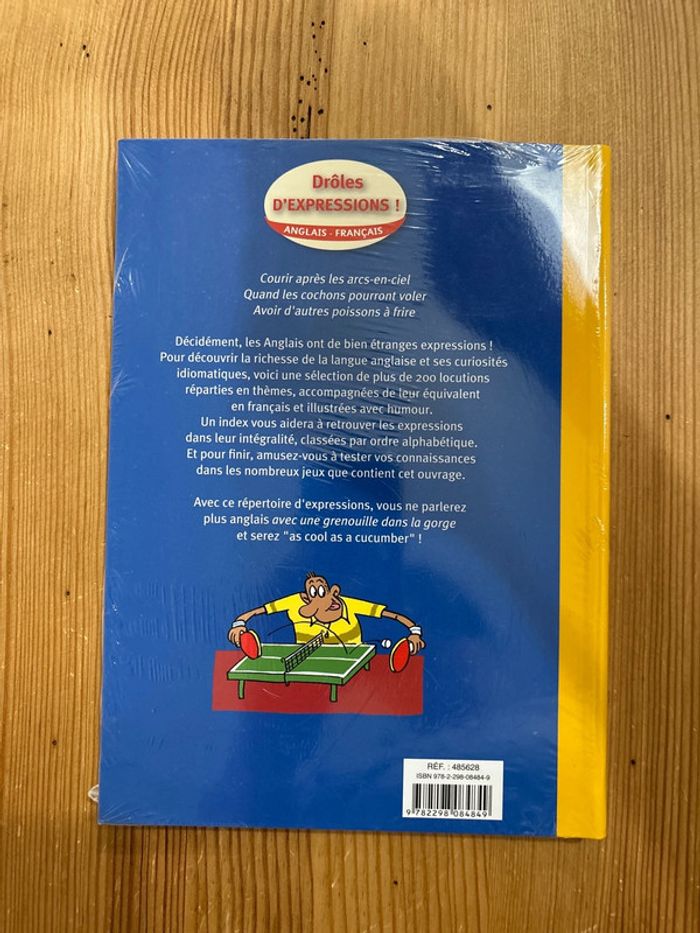 Drôles
D'EXPRESSIONS !
ANGLAIS - FRANÇAIS
Courir après les arcs-en-ciel
Quand les cochons pourront voler
Avoir d'autres poissons à frire
Décidément, les Anglais ont de bien étranges expressions !
Pour découvrir la richesse de la langue anglaise et ses curiosités
idiomatiques, voici une sélection de plus de 200 locutions
réparties en thèmes, accompagnées de leur équivalent
en français et illustrées avec humour.
Un index vous aidera à retrouver les expressions
dans leur intégralité, classées par ordre alphabétique.
Et pour finir, amusez-vous à tester vos connaissances
dans les nombreux jeux que contient cet ouvrage.
Avec ce répertoire d'expressions, vous ne parlerez
plus anglais avec une grenouille dans la gorge
et serez "as cool as a cucumber" !
RÉF. : 485628
ISBN 978-2-298-08484-9
9 782298 084849